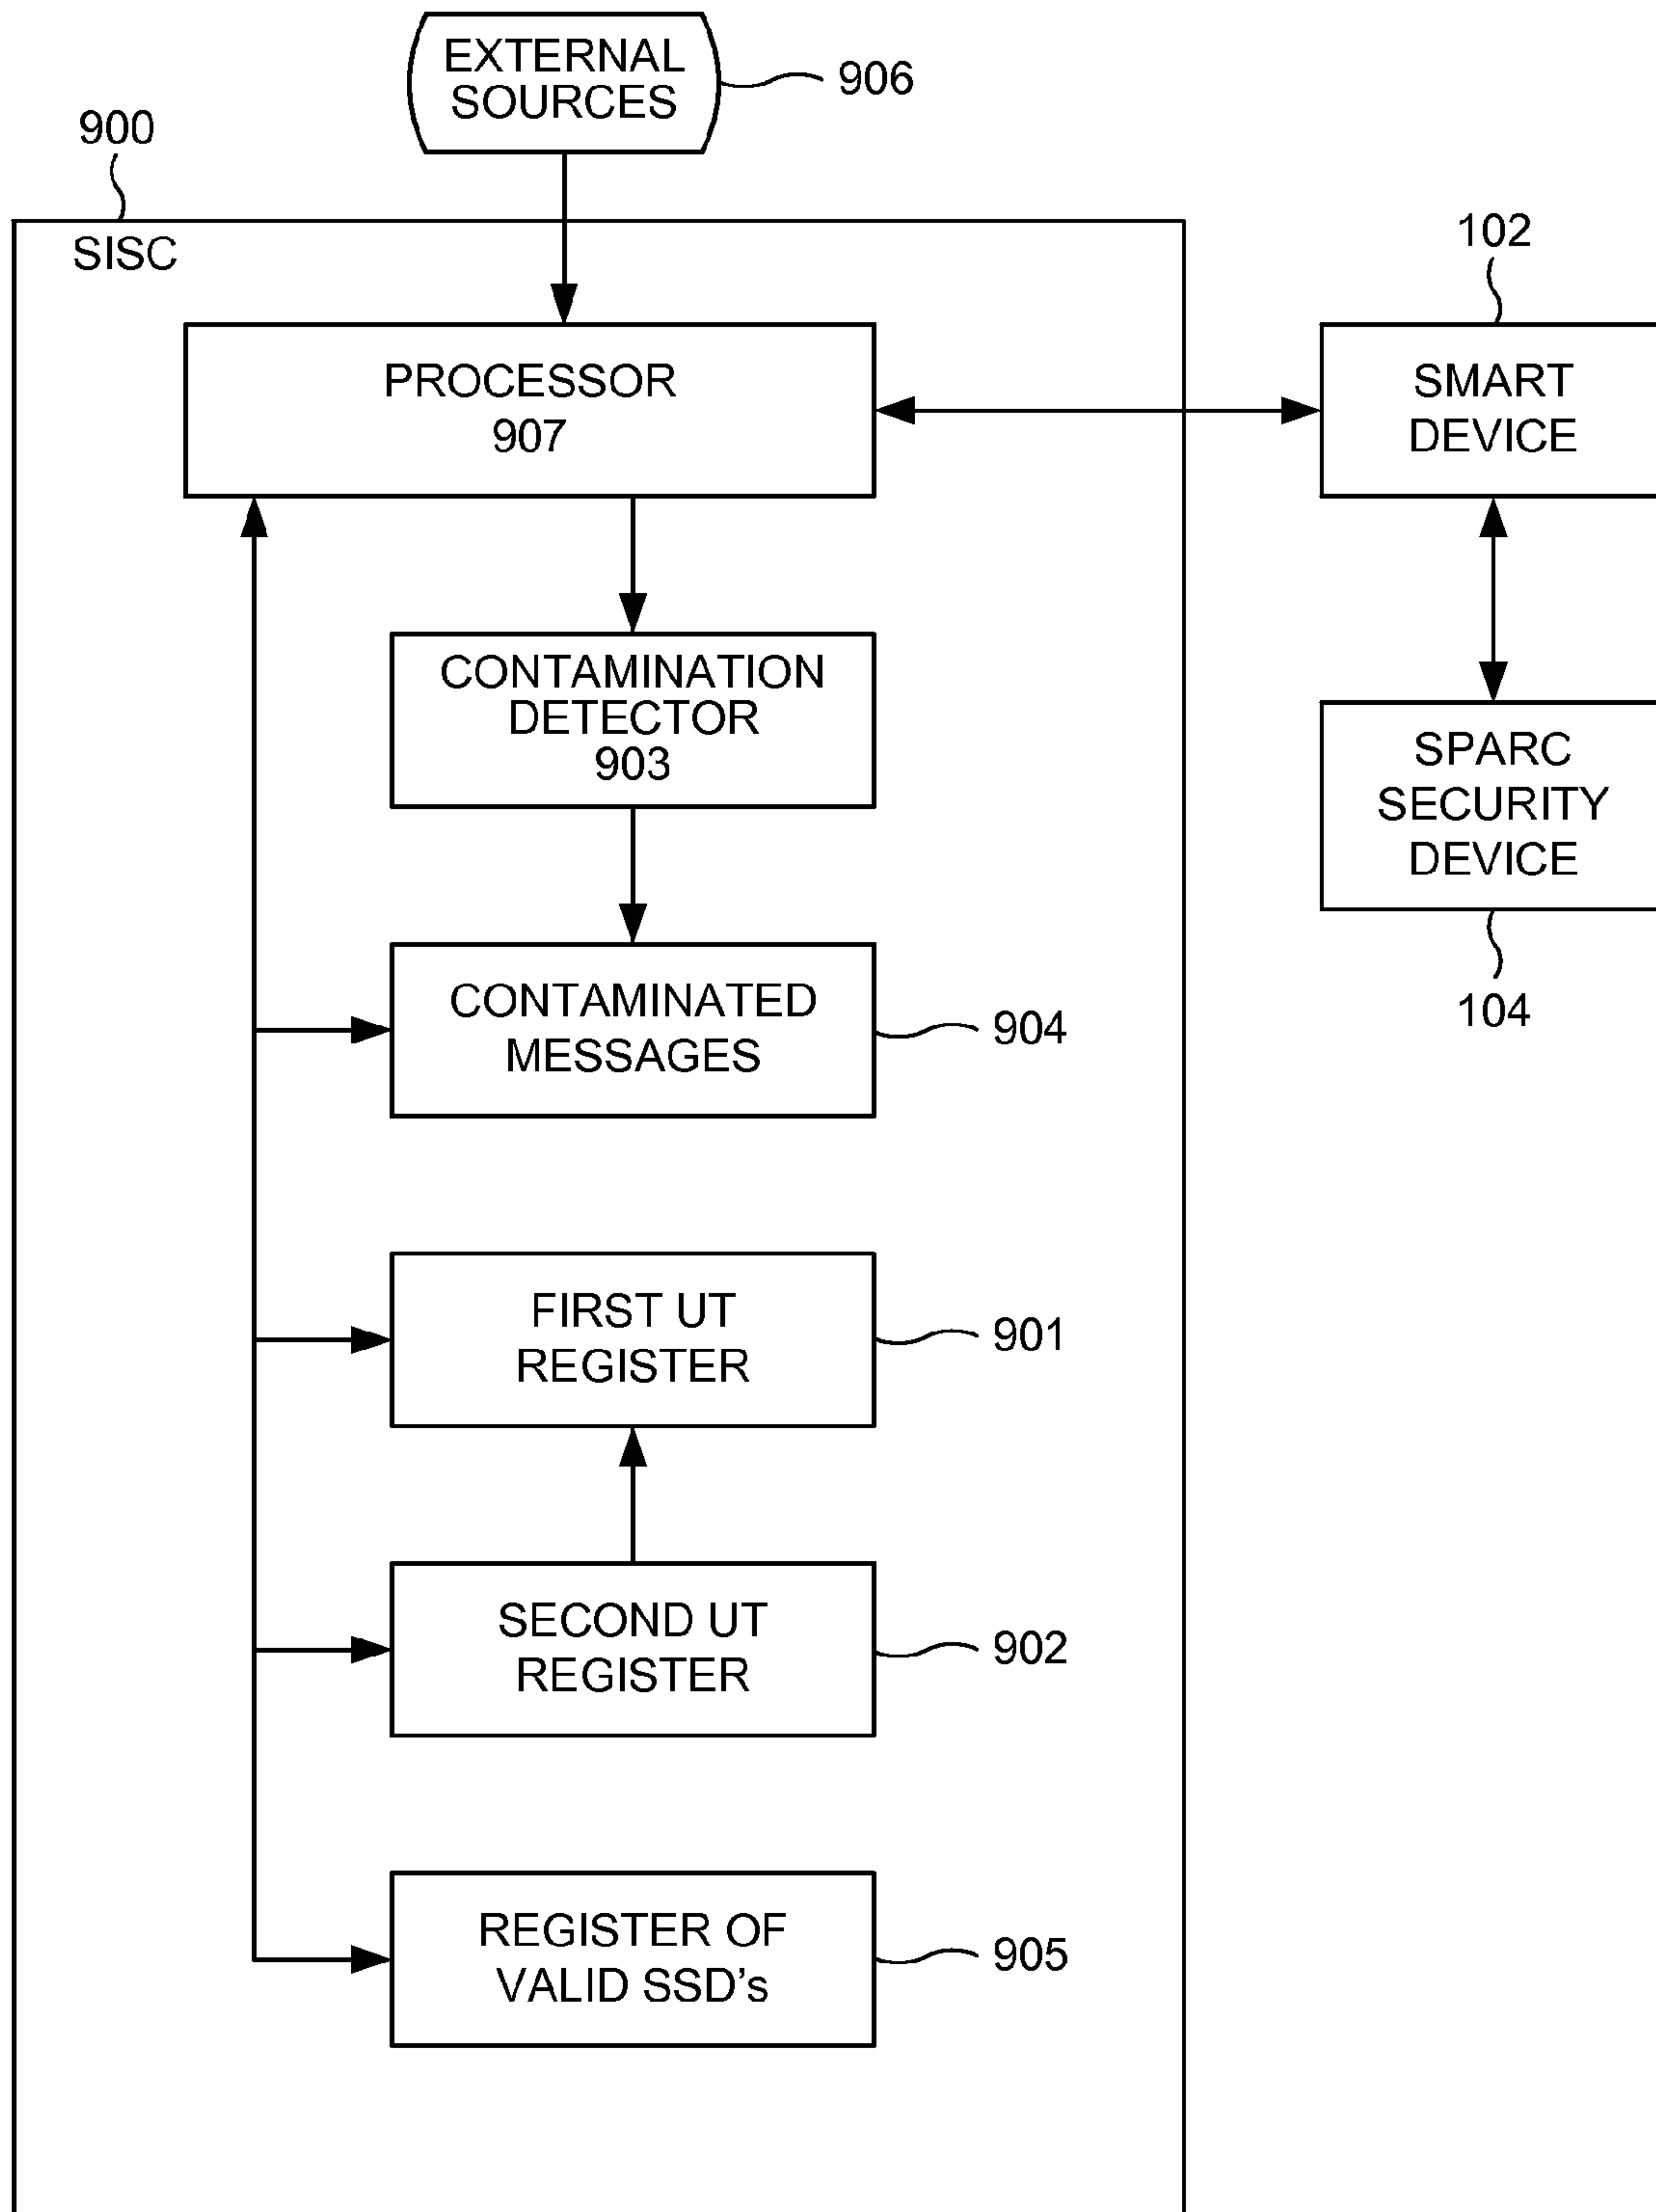 EXTERNAL
SOURCES
906
900
SISC
102
PROCESSOR
907
SMART
DEVICE
CONTAMINATION
DETECTOR
903
SPARC
SECURITY
DEVICE
104
CONTAMINATED
MESSAGES
904
FIRST UT
REGISTER
901
SECOND UT
REGISTER
902
REGISTER OF
VALID SSD's
905